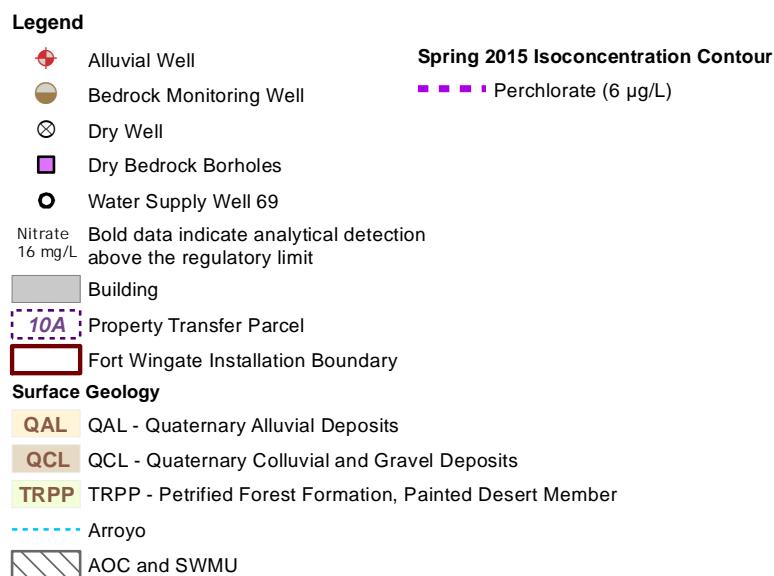 Legend
Alluvial Well
Bedrock Monitoring Well
Dry Well
Dry Bedrock Boreholes
Water Supply Well 69
Nitrate
16 mg/L
Bold data indicate analytical detection
above the regulatory limit
Building
10A Property Transfer Parcel
Fort Wingate Installation Boundary
Surface Geology
QAL QAL - Quaternary Alluvial Deposits
QCL QCL - Quaternary Colluvial and Gravel Deposits
TRPP TRPP - Petrified Forest Formation, Painted Desert Member
Arroyo
AOC and SWMU
Spring 2015 Isoconcentration Contour
Perchlorate (6 µg/L)